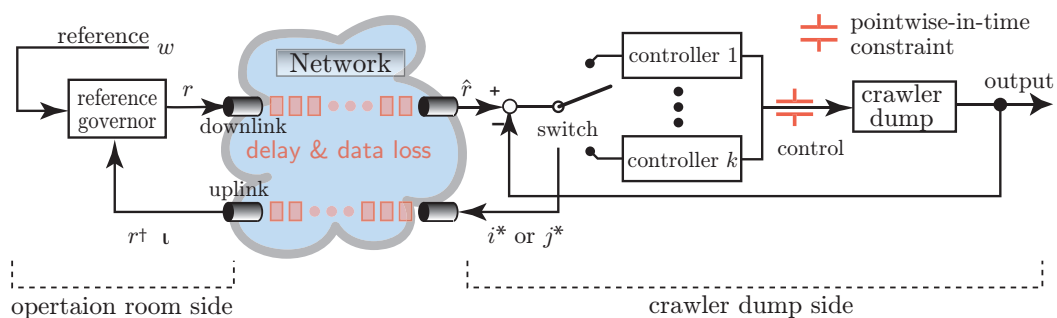 reference w
reference
governor
r
downlink
Network
delay & data loss
uplink
r† ι
r̂
+
−
switch
i* or j*
controller 1
controller k
pointwise-in-time
constraint
control
crawler
dump
output
opertaion room side
crawler dump side